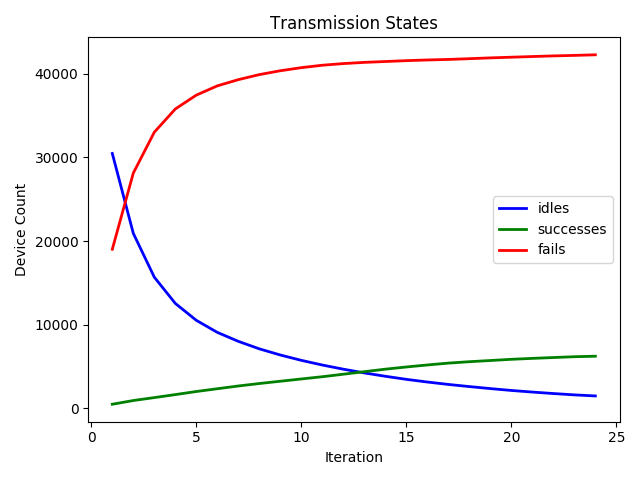 Transmission States
Device Count
40000
30000
20000
10000
0
idles
successes
fails
0 5 10 15 20 25
Iteration